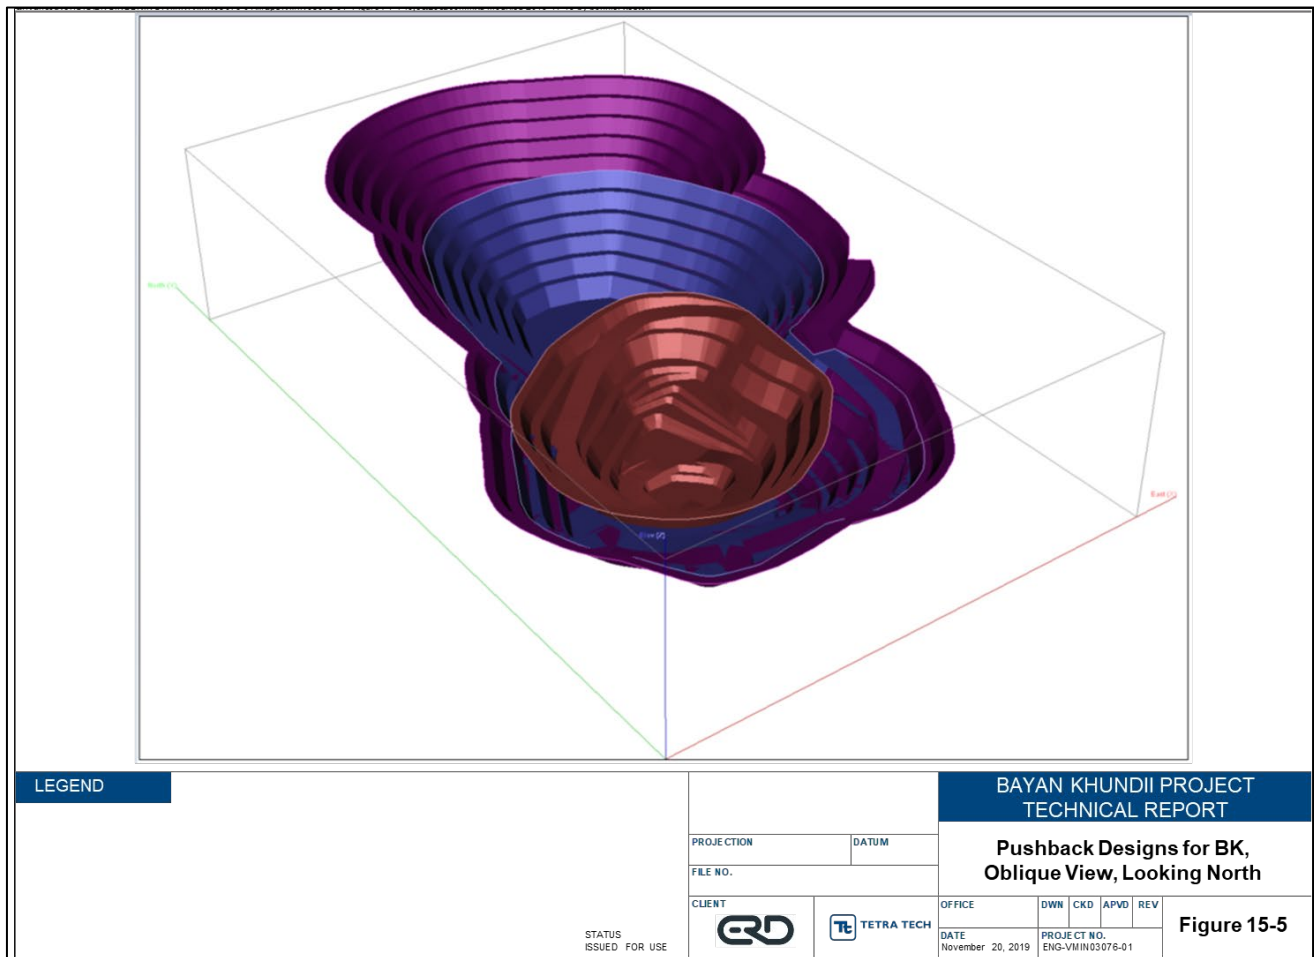 LEGEND
STATUS
ISSUED FOR USE
PROJECTION
DATUM
FILE NO.
CLIENT
ERD
Tt TETRA TECH
BAYAN KHUNDII PROJECT
TECHNICAL REPORT
Pushback Designs for BK,
Oblique View, Looking North
OFFICE
DWN CKD APVD REV
DATE
November 20, 2019
PROJECT NO.
ENG-VMIN03076-01
Figure 15-5